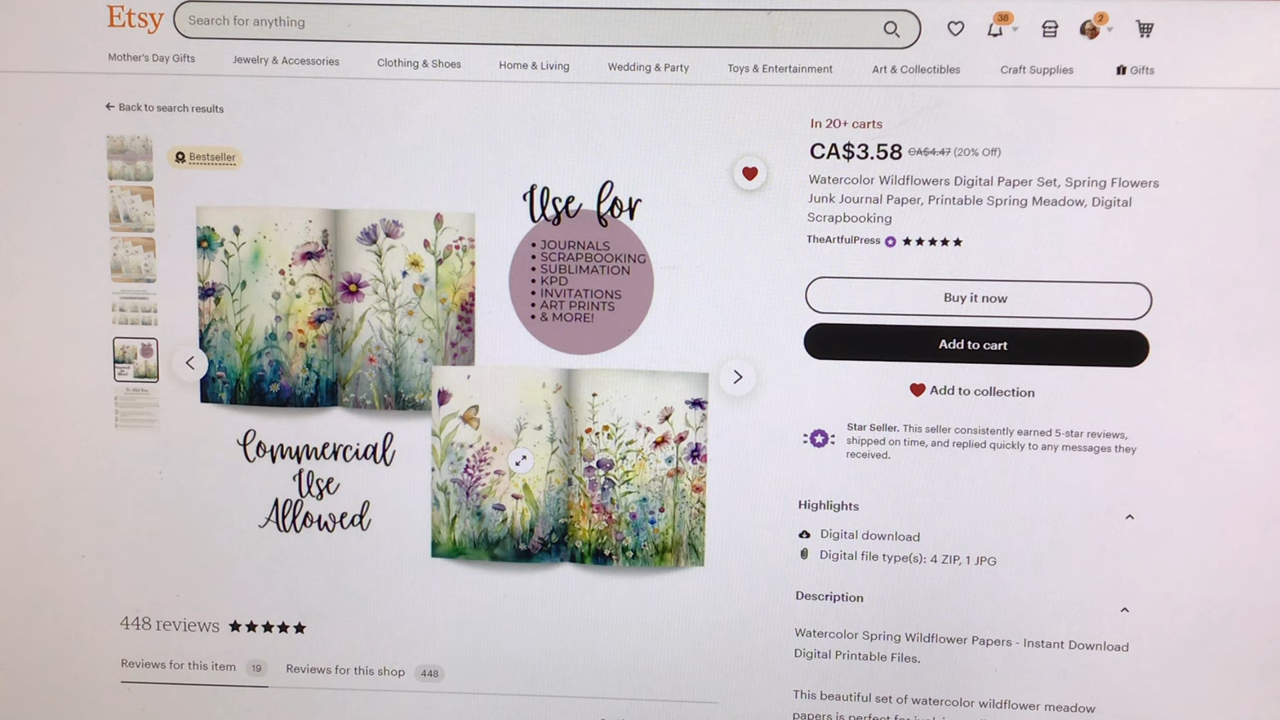 Etsy
Search for anything
38
2
Mother's Day Gifts
Jewelry & Accessories
Clothing & Shoes
Home & Living
Wedding & Party
Toys & Entertainment
Art & Collectibles
Craft Supplies
Gifts
← Back to search results
Bestseller
Use for
• JOURNALS
• SCRAPBOOKING
• SUBLIMATION
• KPD
• INVITATIONS
• ART PRINTS
• & MORE!
Commercial
Use
Allowed
448 reviews ★★★★★
Reviews for this item 19
Reviews for this shop 448
In 20+ carts
CA$3.58 CA$4.47 (20% Off)
Watercolor Wildflowers Digital Paper Set, Spring Flowers
Junk Journal Paper, Printable Spring Meadow, Digital
Scrapbooking
TheArtfulPress ★★★★★
Buy it now
Add to cart
Add to collection
Star Seller. This seller consistently earned 5-star reviews,
shipped on time, and replied quickly to any messages they
received.
Highlights
Digital download
Digital file type(s): 4 ZIP, 1 JPG
Description
Watercolor Spring Wildflower Papers - Instant Download
Digital Printable Files.
This beautiful set of watercolor wildflower meadow
papers is perfect for